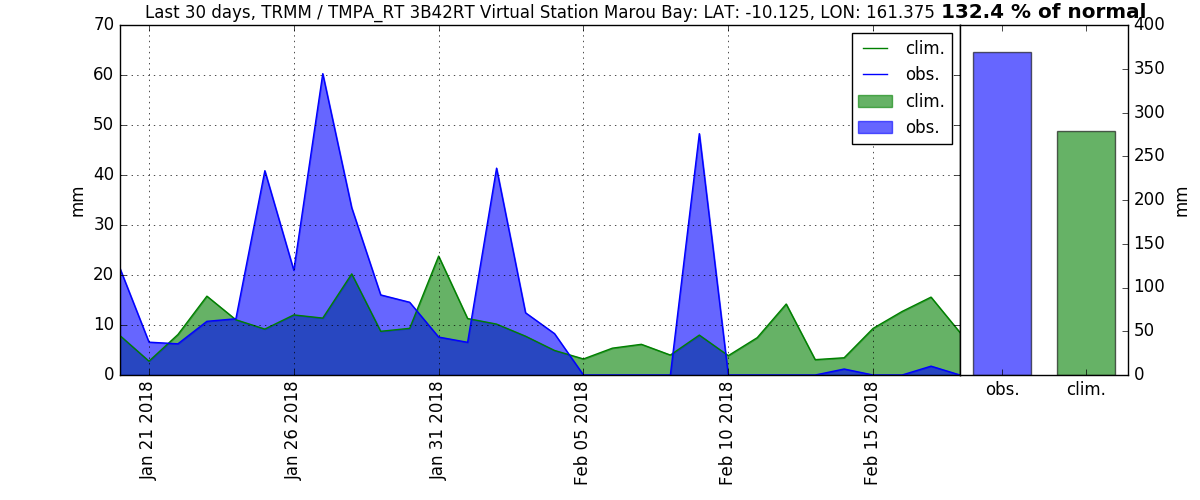 Last 30 days, TRMM / TMPA_RT 3B42RT Virtual Station Marou Bay: LAT: -10.125, LON: 161.375 132.4 % of normal
70
60
50
40
30
20
10
0
mm
clim.
obs.
clim.
obs.
Jan 21 2018
Jan 26 2018
Jan 31 2018
Feb 05 2018
Feb 10 2018
Feb 15 2018
400
350
300
250
200
150
100
50
0
mm
obs. clim.